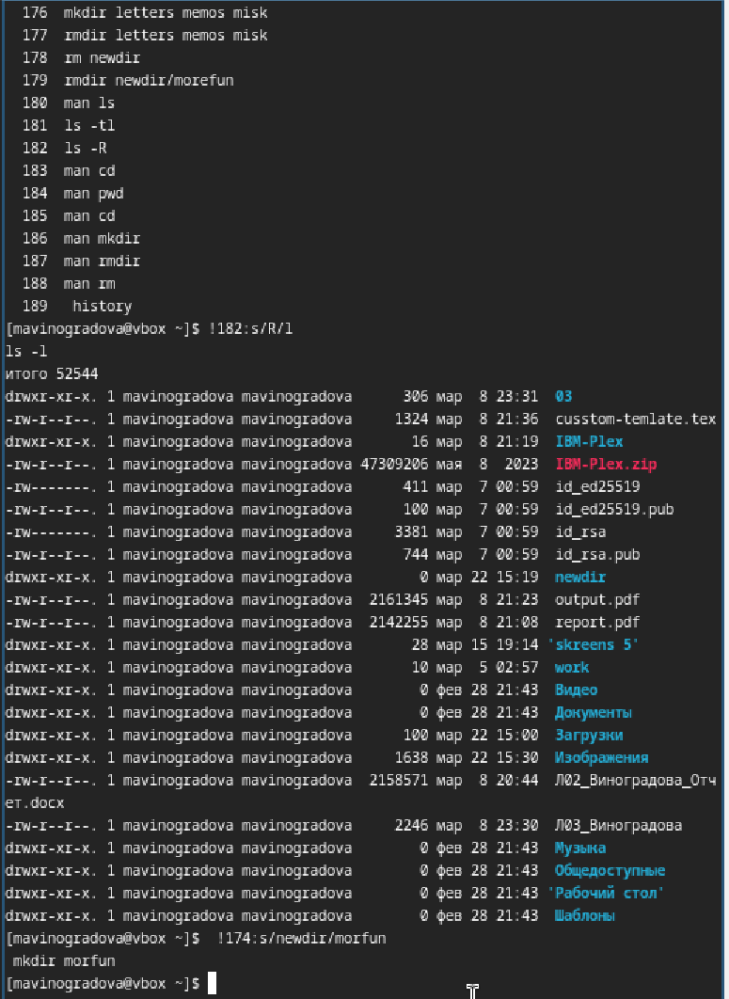 176  mkdir letters memos misk
177  rmdir letters memos misk
178  rm newdir
179  rmdir newdir/morefun
180  man ls
181  ls -tl
182  ls -R
183  man cd
184  man pwd
185  man cd
186  man mkdir
187  man rmdir
188  man rm
189   history
[mavinogradova@vbox ~]$ !182:s/R/l
ls -l
итого 52544
drwxr-xr-x. 1 mavinogradova mavinogradova      306 мар  8 23:31  03
-rw-r--r--. 1 mavinogradova mavinogradova     1324 мар  8 21:36  cusstom-temlate.tex
drwxr-xr-x. 1 mavinogradova mavinogradova       16 мар  8 21:19  IBM-Plex
-rw-r--r--. 1 mavinogradova mavinogradova 47309206 мая  8  2023  IBM-Plex.zip
-rw-------. 1 mavinogradova mavinogradova      411 мар  7 00:59  id_ed25519
-rw-r--r--. 1 mavinogradova mavinogradova      100 мар  7 00:59  id_ed25519.pub
-rw-------. 1 mavinogradova mavinogradova     3381 мар  7 00:59  id_rsa
-rw-r--r--. 1 mavinogradova mavinogradova      744 мар  7 00:59  id_rsa.pub
drwxr-xr-x. 1 mavinogradova mavinogradova        0 мар 22 15:19  newdir
-rw-r--r--. 1 mavinogradova mavinogradova  2161345 мар  8 21:23  output.pdf
-rw-r--r--. 1 mavinogradova mavinogradova  2142255 мар  8 21:08  report.pdf
drwxr-xr-x. 1 mavinogradova mavinogradova       28 мар 15 19:14 'skreens 5'
drwxr-xr-x. 1 mavinogradova mavinogradova       10 мар  5 02:57  work
drwxr-xr-x. 1 mavinogradova mavinogradova        0 фев 28 21:43  Видео
drwxr-xr-x. 1 mavinogradova mavinogradova        0 фев 28 21:43  Документы
drwxr-xr-x. 1 mavinogradova mavinogradova      100 мар 22 15:00  Загрузки
drwxr-xr-x. 1 mavinogradova mavinogradova     1638 мар 22 15:30  Изображения
-rw-r--r--. 1 mavinogradova mavinogradova  2158571 мар  8 20:44  Л02_Виноградова_Отч
ет.docx
-rw-r--r--. 1 mavinogradova mavinogradova     2246 мар  8 23:30  Л03_Виноградова
drwxr-xr-x. 1 mavinogradova mavinogradova        0 фев 28 21:43  Музыка
drwxr-xr-x. 1 mavinogradova mavinogradova        0 фев 28 21:43  Общедоступные
drwxr-xr-x. 1 mavinogradova mavinogradova        0 фев 28 21:43 'Рабочий стол'
drwxr-xr-x. 1 mavinogradova mavinogradova        0 фев 28 21:43  Шаблоны
[mavinogradova@vbox ~]$  !174:s/newdir/morfun
 mkdir morfun
[mavinogradova@vbox ~]$